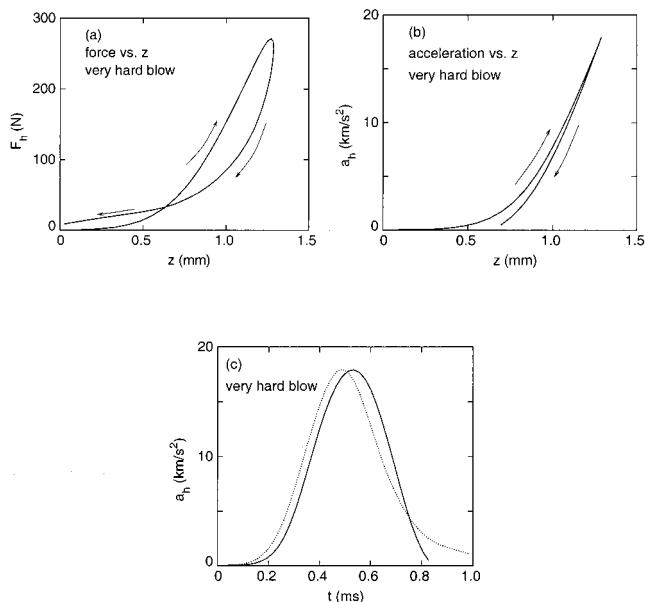 300
(a)
force vs. z
very hard blow
200
F_h (N)
100
0
0
0.5
1.0
1.5
z (mm)
20
(b)
acceleration vs. z
very hard blow
a_h (km/s²)
10
0
0
0.5
1.0
1.5
z (mm)
20
(c)
very hard blow
a_h (km/s²)
10
0
0
0.2
0.4
0.6
0.8
1.0
t (ms)